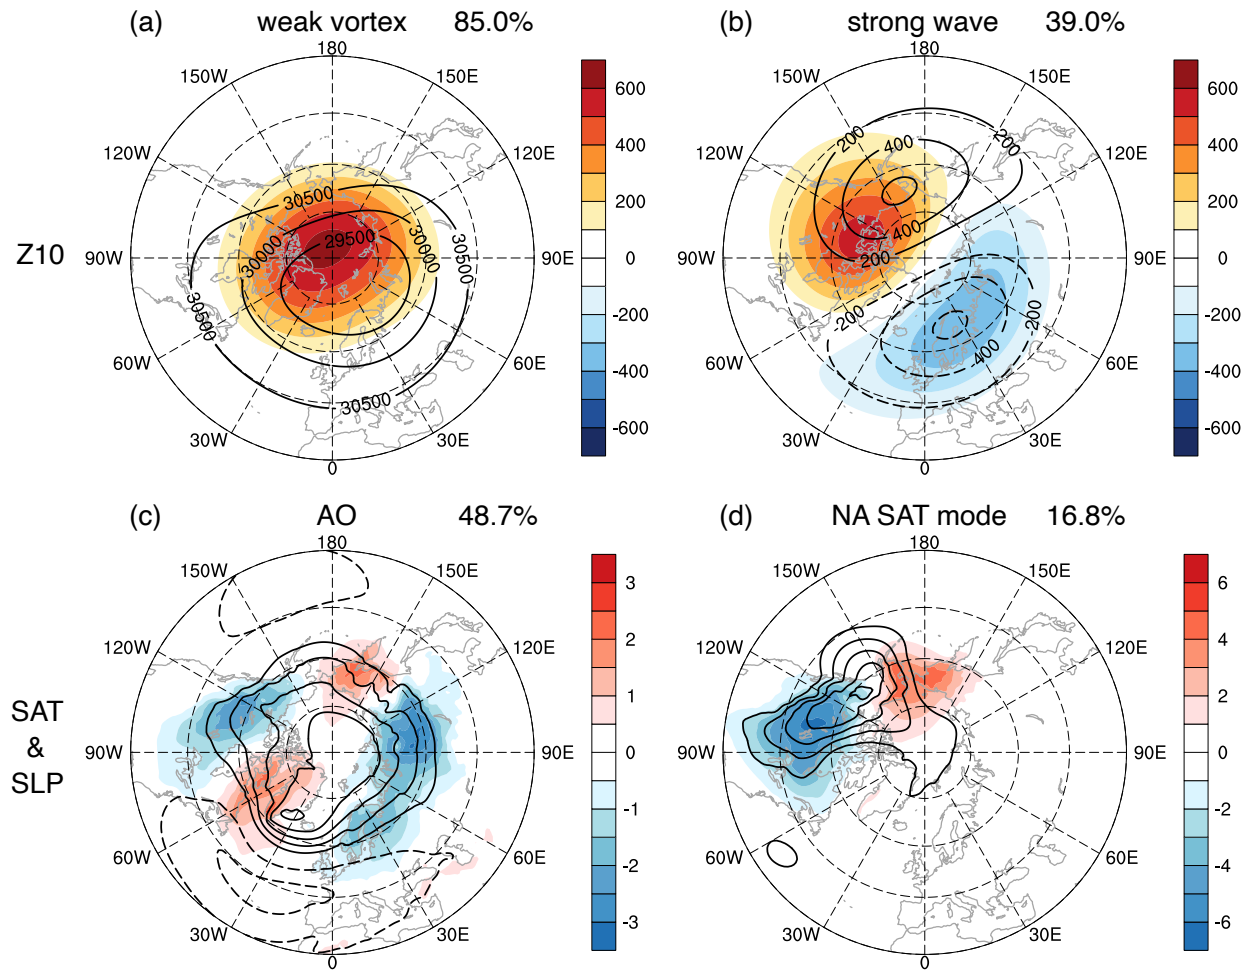 (a) weak vortex 85.0%
(b) strong wave 39.0%
180
150W 150E
120W 120E
90W 90E
60W 60E
30W 30E
0
30500
30000
29500
30000
30500
30500
30500
600
400
200
0
-200
-400
-600
180
150W 150E
120W 120E
90W 90E
60W 60E
30W 30E
0
200
400
200
400
200
-200
-200
400
600
400
200
0
-200
-400
-600
Z10
(c) AO 48.7%
(d) NA SAT mode 16.8%
180
150W 150E
120W 120E
90W 90E
60W 60E
30W 30E
0
3
2
1
0
-1
-2
-3
180
150W 150E
120W 120E
90W 90E
60W 60E
30W 30E
0
6
4
2
0
-2
-4
-6
SAT
&
SLP